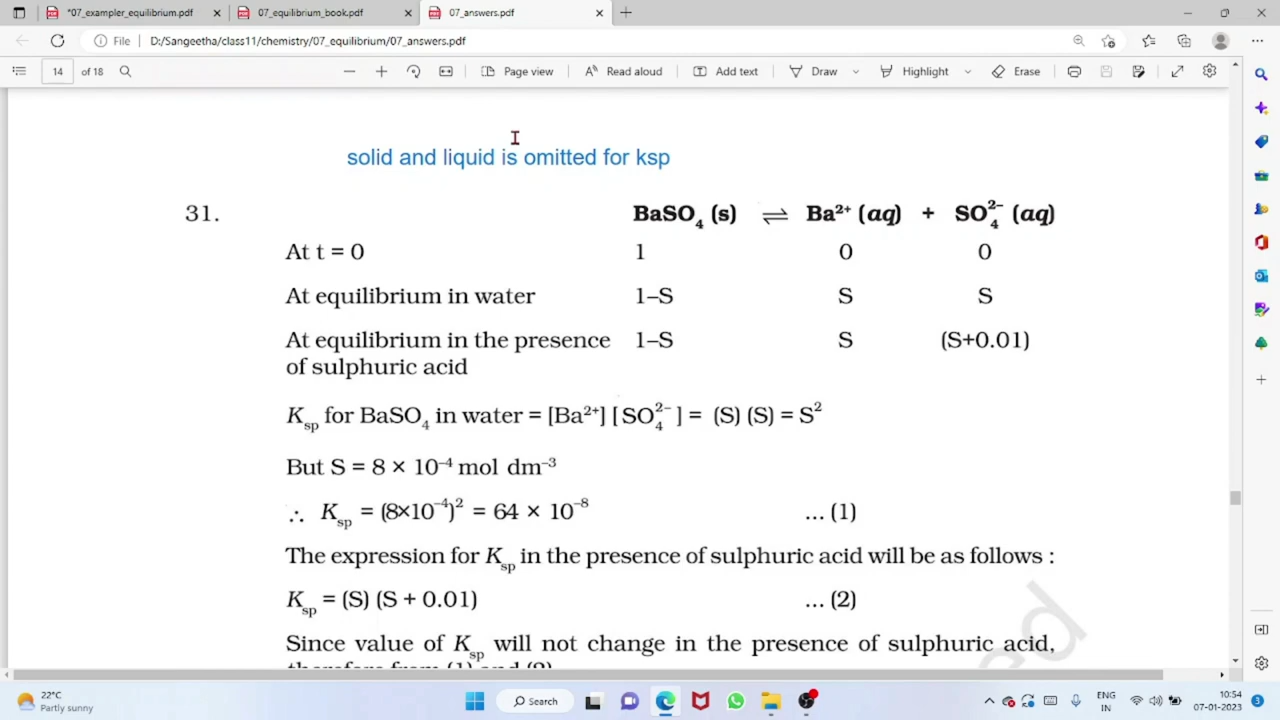 *07_exampler_equilibrium.pdf
07_equilibrium_book.pdf
07_answers.pdf
File D:/Sangeetha/class11/chemistry/07_equilibrium/07_answers.pdf
14 of 18 Page view Read aloud Add text Draw Highlight Erase
solid and liquid is omitted for ksp
31. BaSO₄ (s) ⇌ Ba²⁺ (aq) + SO₄²⁻ (aq)
At t = 0 1 0 0
At equilibrium in water 1–S S S
At equilibrium in the presence 1–S S (S+0.01)
of sulphuric acid
Kₛₚ for BaSO₄ in water = [Ba²⁺] [ SO₄²⁻ ] = (S) (S) = S²
But S = 8 × 10⁻⁴ mol dm⁻³
∴ Kₛₚ = (8×10⁻⁴)² = 64 × 10⁻⁸ ... (1)
The expression for Kₛₚ in the presence of sulphuric acid will be as follows :
Kₛₚ = (S) (S + 0.01) ... (2)
Since value of Kₛₚ will not change in the presence of sulphuric acid,
therefore from (1) and (2)
22°C
Partly sunny
Search
ENG
IN
10:54
07-01-2023
3